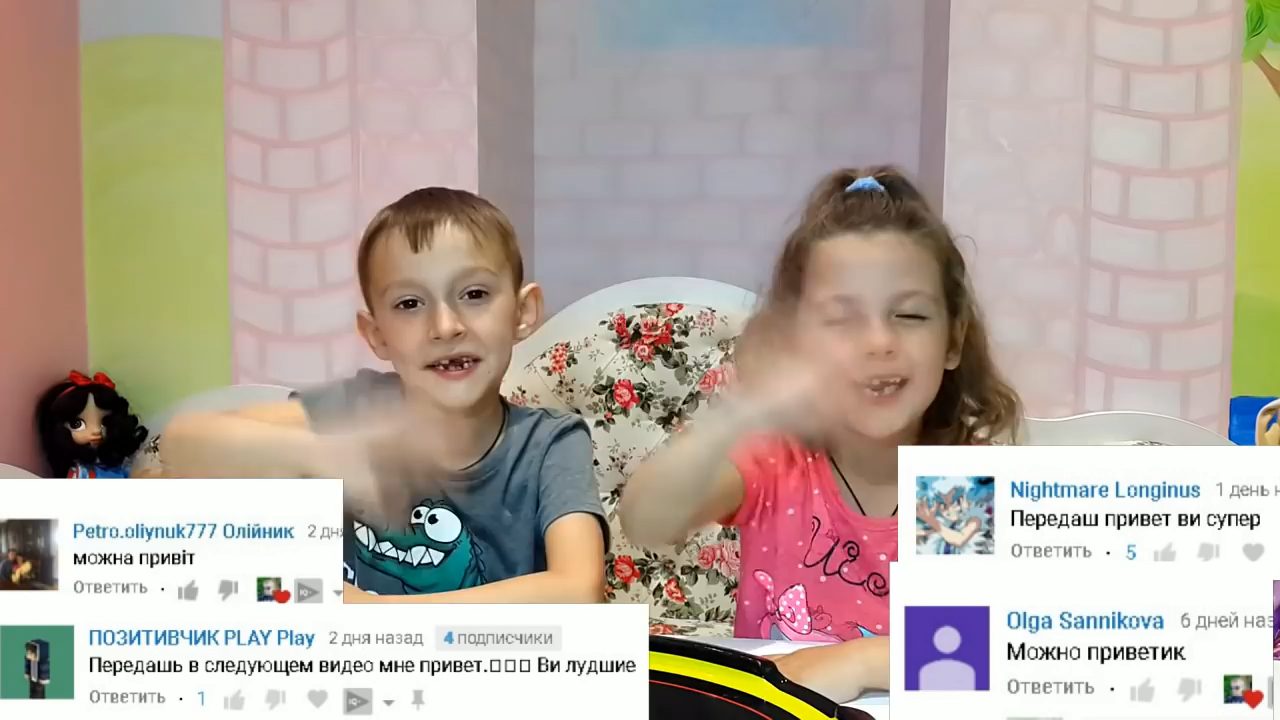 Petro.oliynuk777 Олійник 2 дн
можна привіт
Ответить
ПОЗИТИВЧИК PLAY Play 2 дня назад 4 подписчики
Передашь в следующем видео мне привет.□□□ Ви лудшие
Ответить · 1
Nightmare Longinus 1 день н
Передаш привет ви супер
Ответить · 5
Olga Sannikova 6 дней наз
Можно приветик
Ответить